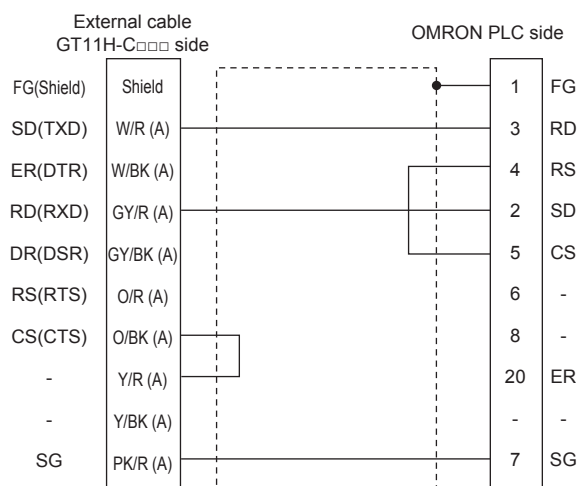 External cable
GT11H-C□□□ side
OMRON PLC side
FG(Shield) Shield 1 FG
SD(TXD) W/R (A) 3 RD
ER(DTR) W/BK (A) 4 RS
RD(RXD) GY/R (A) 2 SD
DR(DSR) GY/BK (A) 5 CS
RS(RTS) O/R (A) 6 -
CS(CTS) O/BK (A) 8 -
- Y/R (A) 20 ER
- Y/BK (A) - -
SG PK/R (A) 7 SG